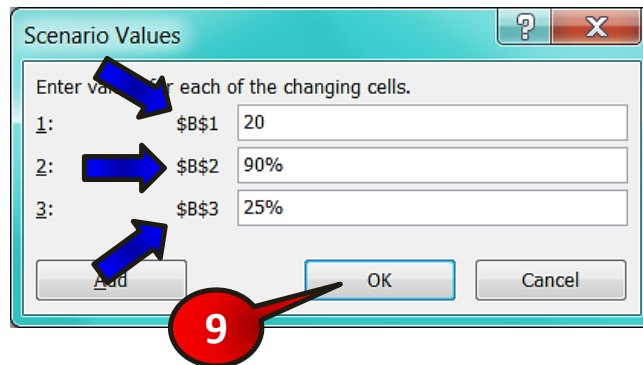 Scenario Values
Enter for each of the changing cells.
1: $B$1 20
2: $B$2 90%
3: $B$3 25%
OK Cancel
9